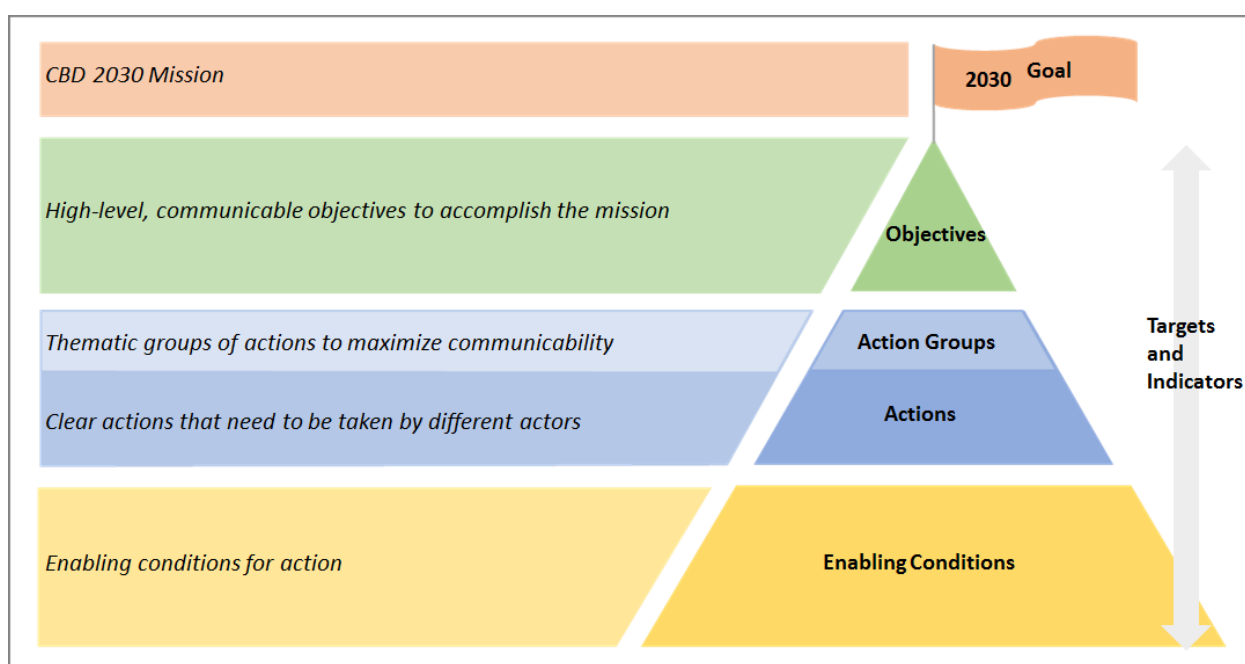 CBD 2030 Mission
2030 Goal
High-level, communicable objectives to accomplish the mission
Objectives
Thematic groups of actions to maximize communicability
Action Groups
Clear actions that need to be taken by different actors
Actions
Enabling conditions for action
Enabling Conditions
Targets
and
Indicators